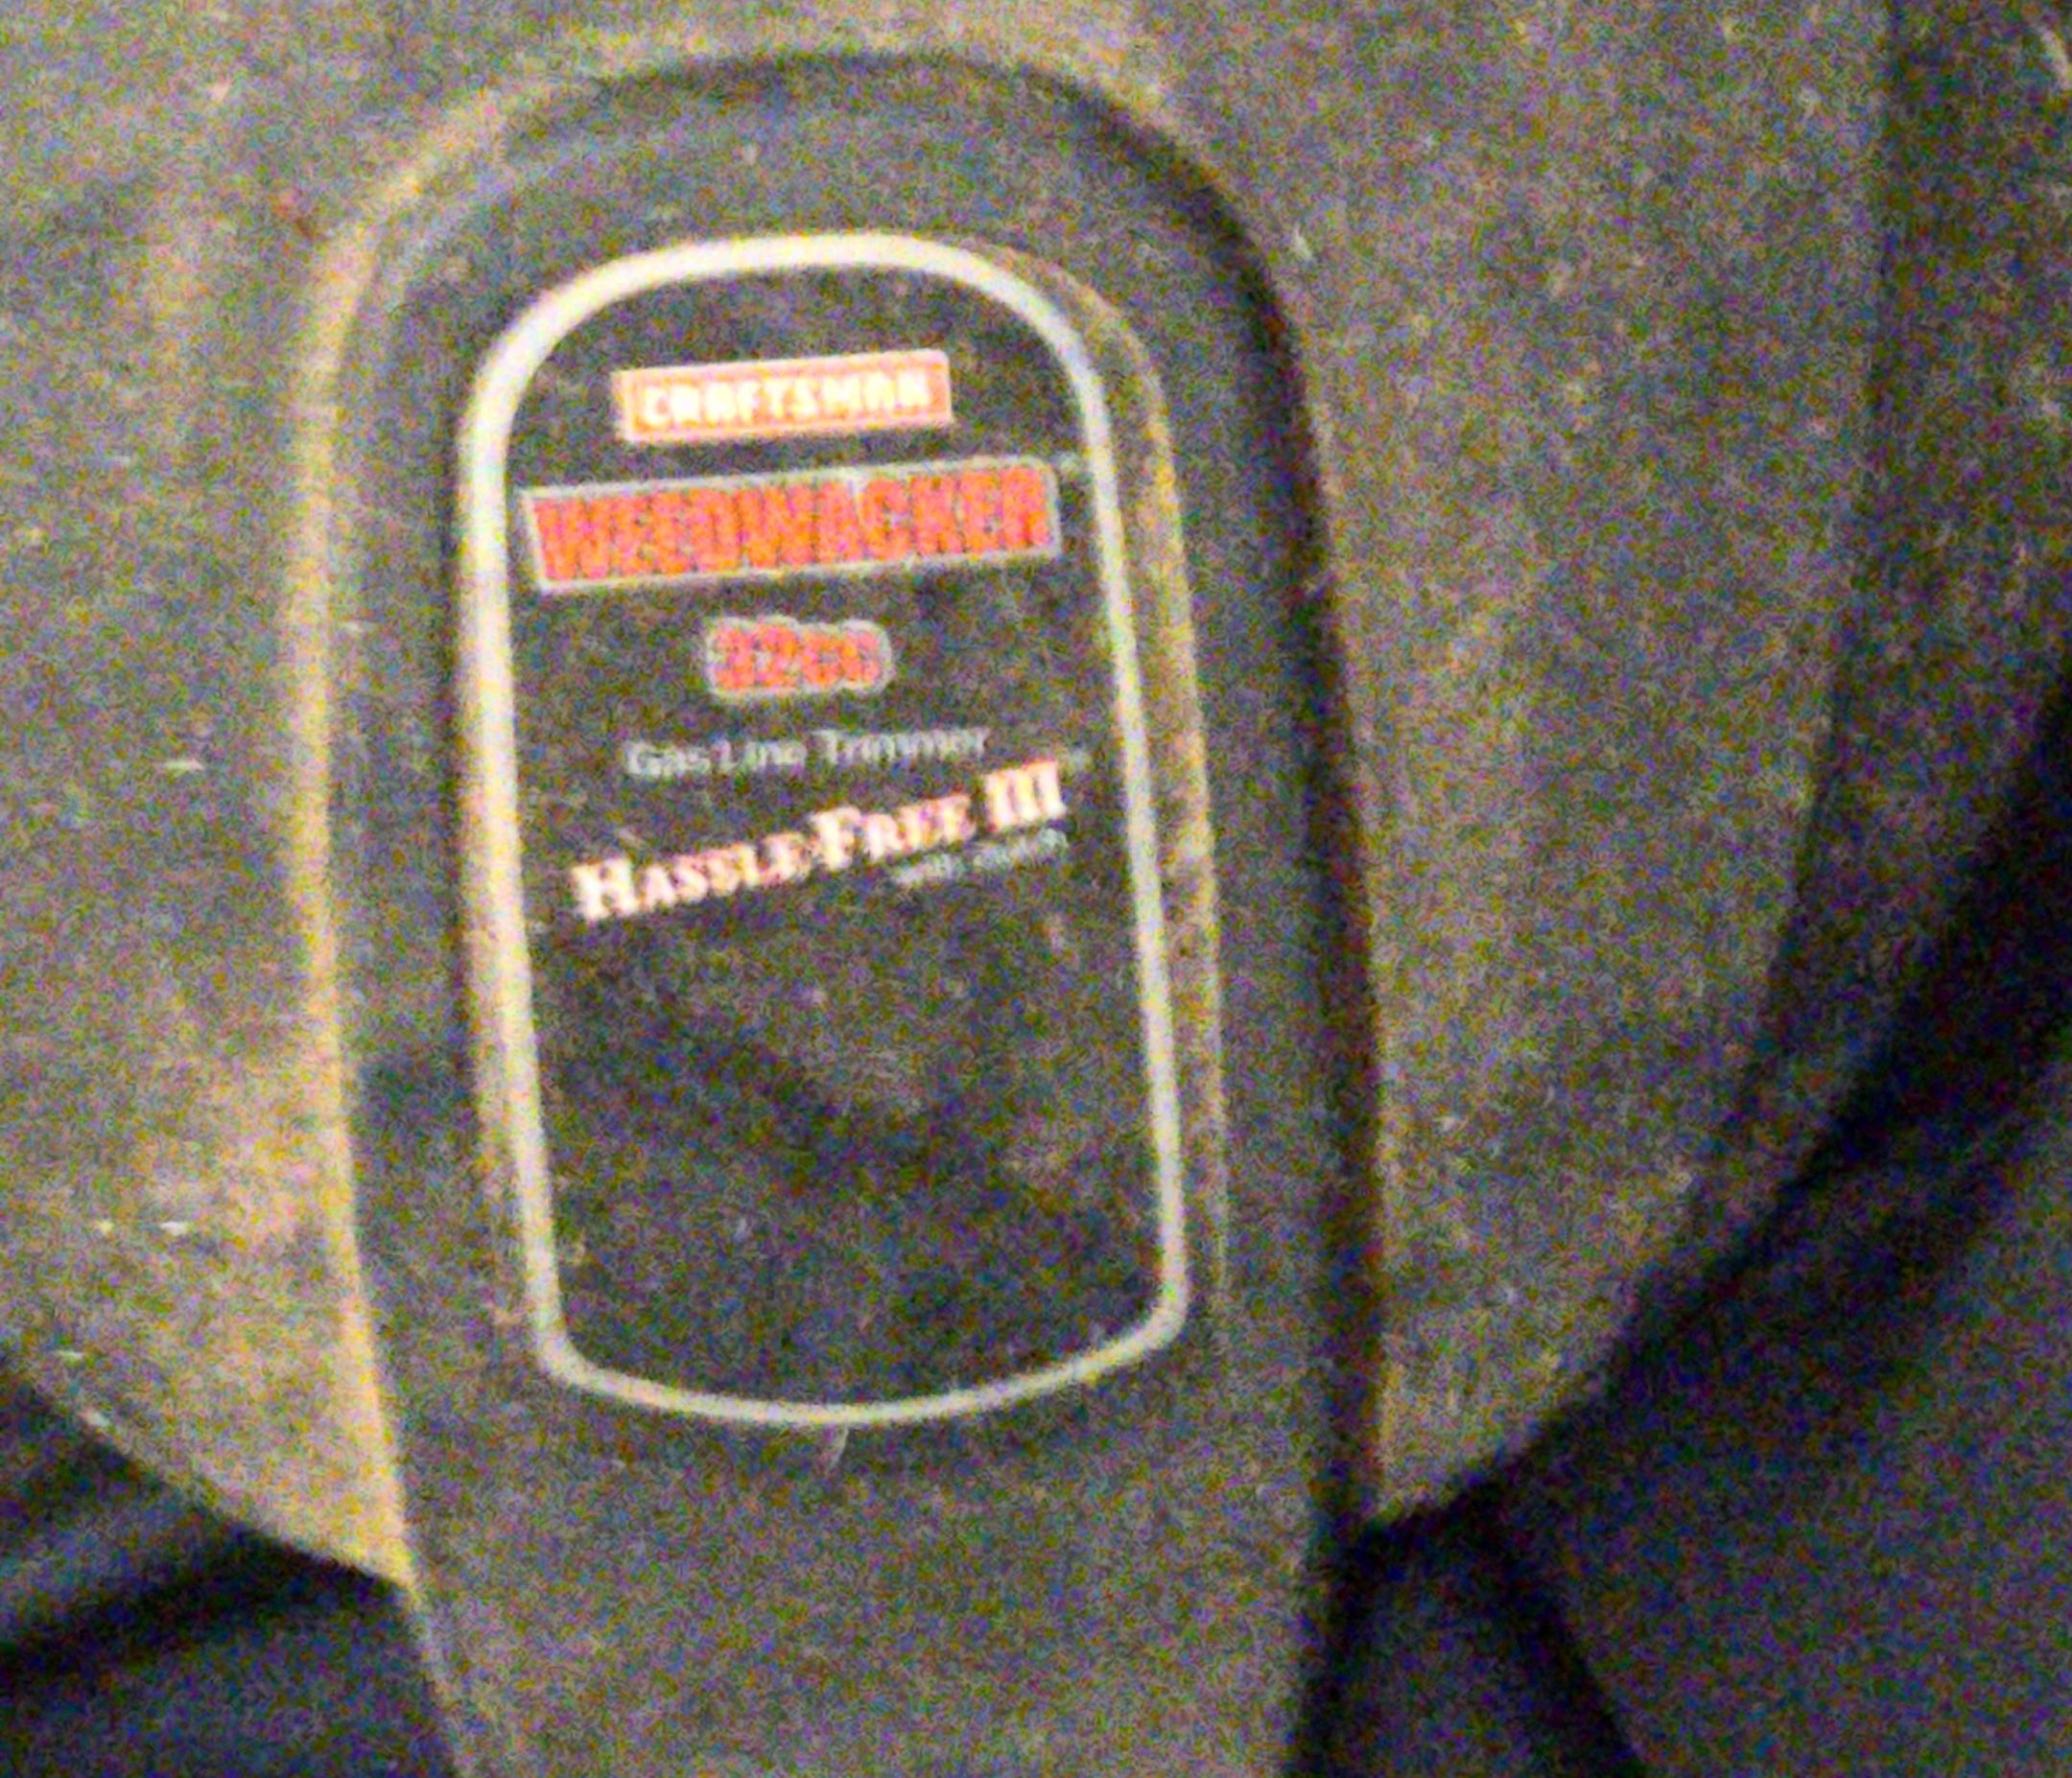 CRAFTSMAN
WEEDWACKER
32cc
Gas Line Trimmer
HASSLE-FREE III